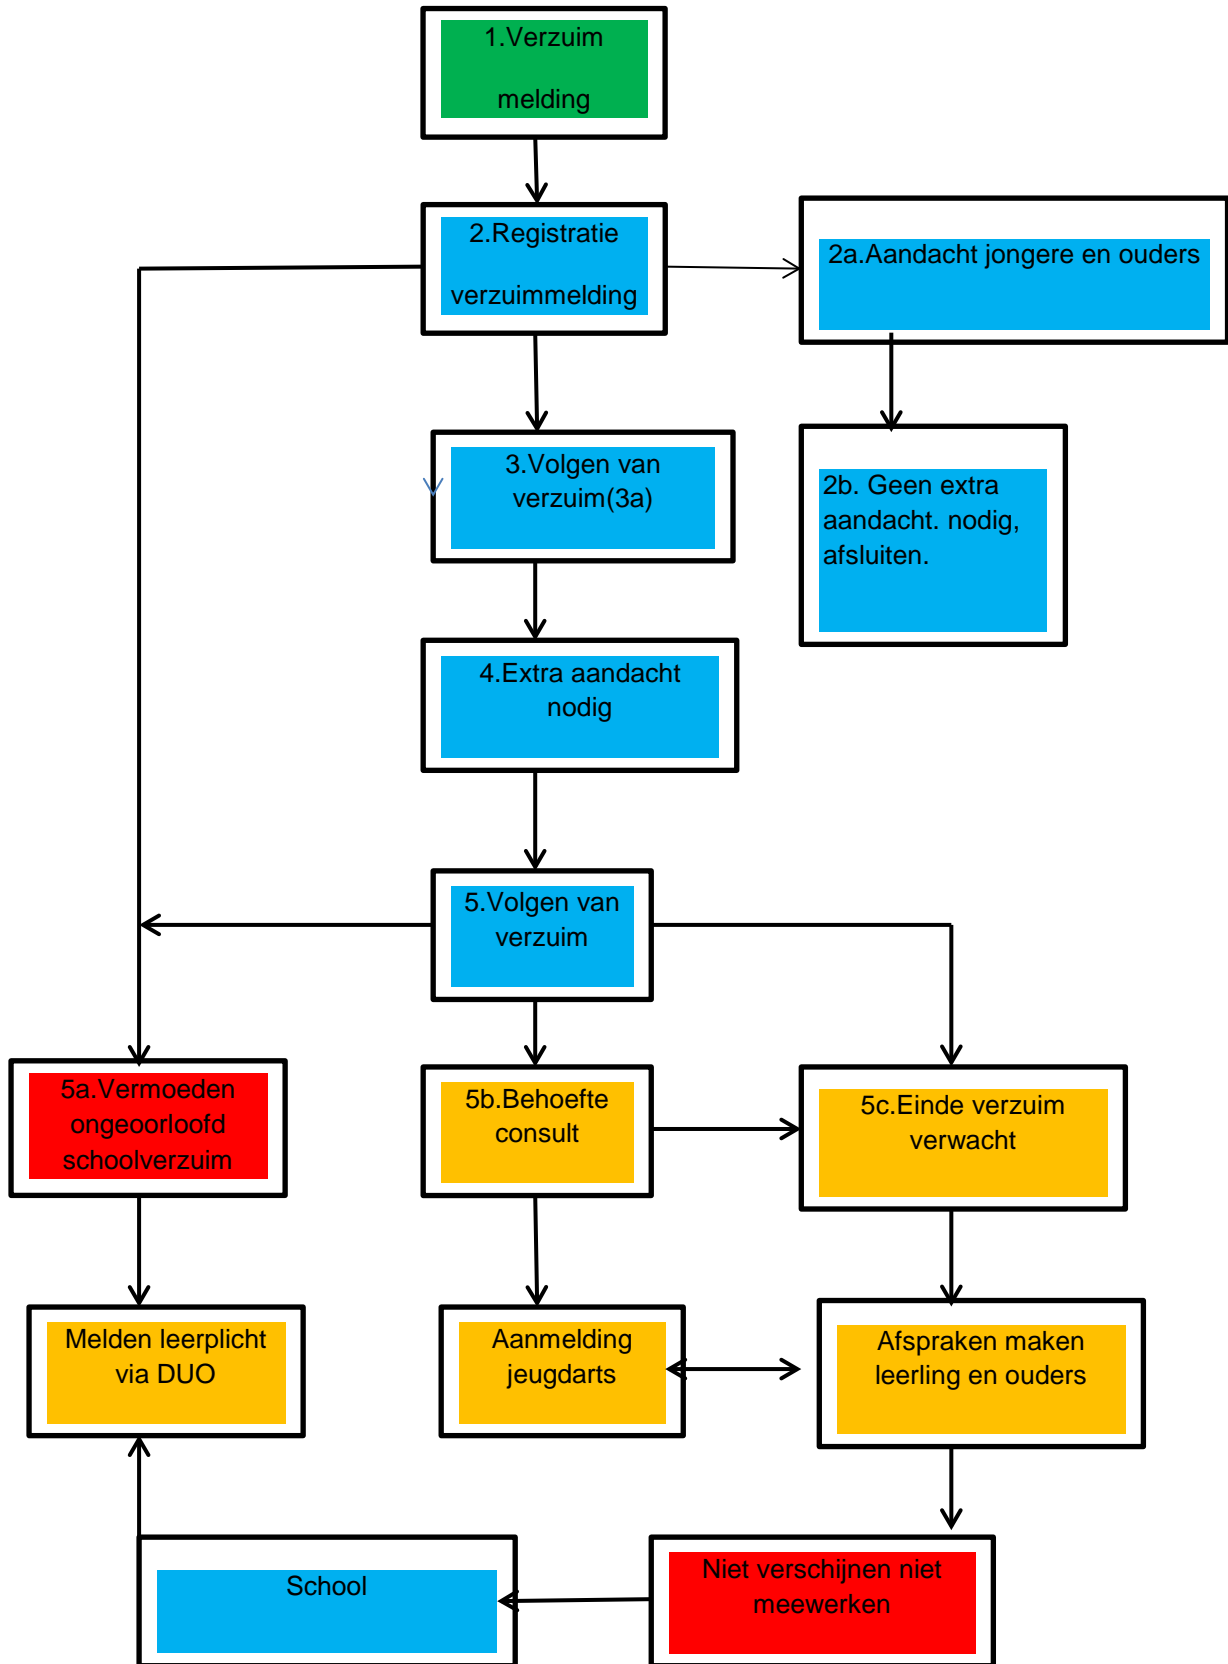 1.Verzuim
melding
2.Registratie
verzuimmelding
2a.Aandacht jongere en ouders
3.Volgen van
verzuim(3a)
2b. Geen extra
aandacht. nodig,
afsluiten.
4.Extra aandacht
nodig
5.Volgen van
verzuim
5a.Vermoeden
ongeoorloofd
schoolverzuim
5b.Behoefte
consult
5c.Einde verzuim
verwacht
Melden leerplicht
via DUO
Aanmelding
jeugdarts
Afspraken maken
leerling en ouders
School
Niet verschijnen niet
meewerken